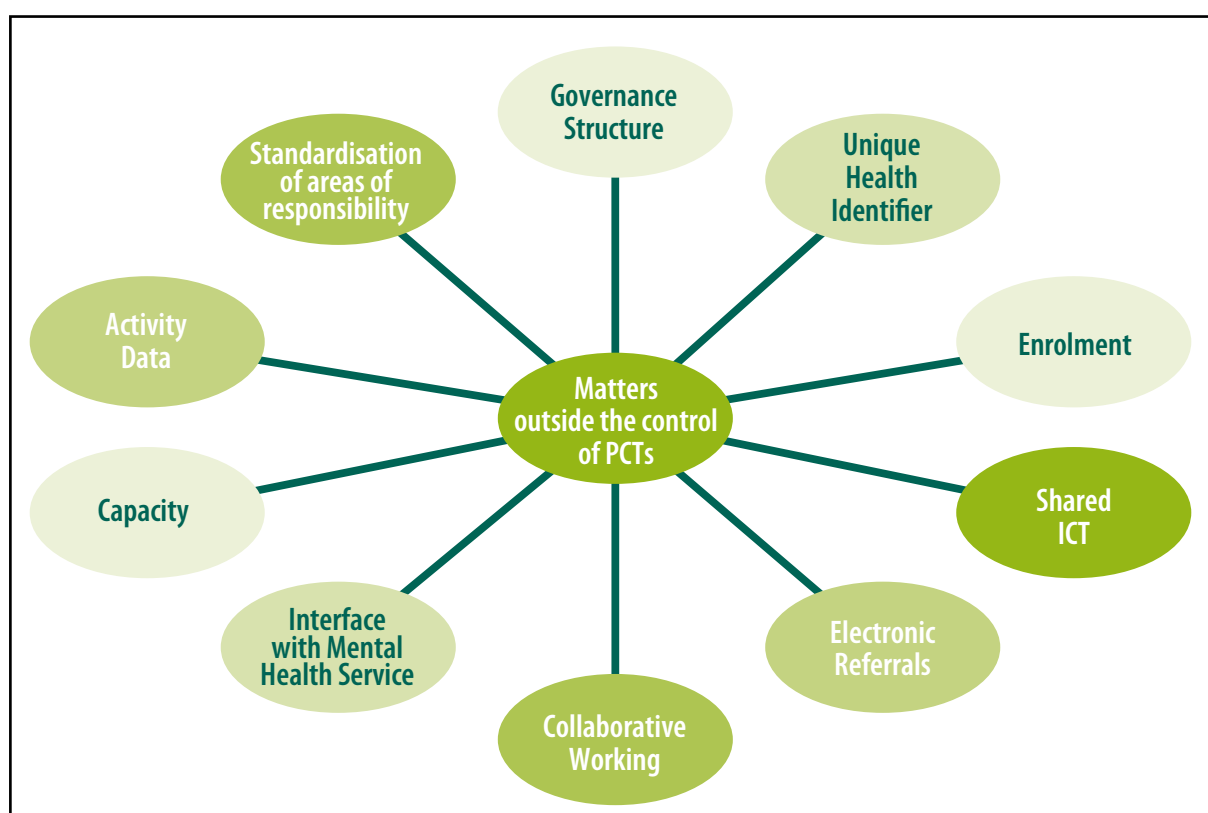 Governance
Structure
Unique
Health
Identifier
Enrolment
Shared
ICT
Electronic
Referrals
Collaborative
Working
Interface
with Mental
Health Service
Capacity
Activity
Data
Standardisation
of areas of
responsibility
Matters
outside the control
of PCTs